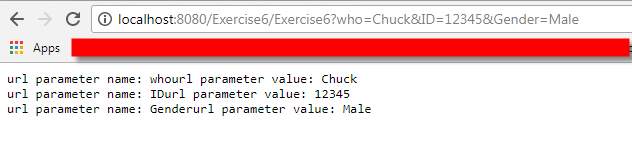 localhost:8080/Exercise6/Exercise6?who=Chuck&ID=12345&Gender=Male
Apps
url parameter name: whourl parameter value: Chuck
url parameter name: IDurl parameter value: 12345
url parameter name: Genderurl parameter value: Male